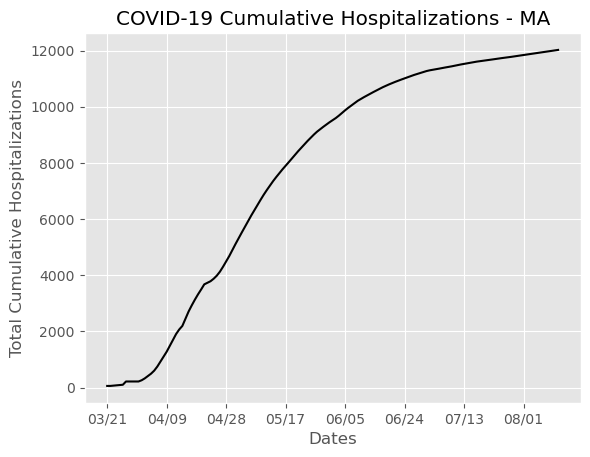 COVID-19 Cumulative Hospitalizations - MA
Total Cumulative Hospitalizations
12000
10000
8000
6000
4000
2000
0
03/21 04/09 04/28 05/17 06/05 06/24 07/13 08/01
Dates